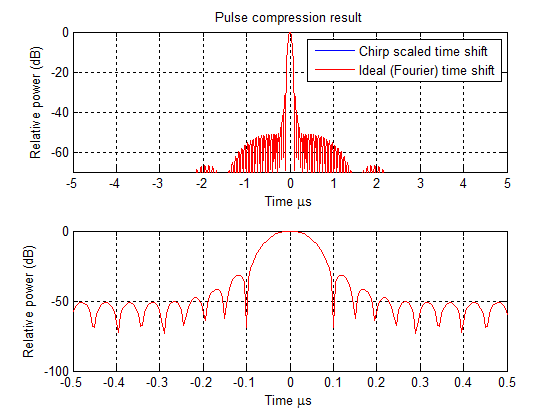 Pulse compression result
Relative power (dB)
0
-20
-40
-60
Chirp scaled time shift
Ideal (Fourier) time shift
-5 -4 -3 -2 -1 0 1 2 3 4 5
Time µs
Relative power (dB)
0
-50
-100
-0.5 -0.4 -0.3 -0.2 -0.1 0 0.1 0.2 0.3 0.4 0.5
Time µs